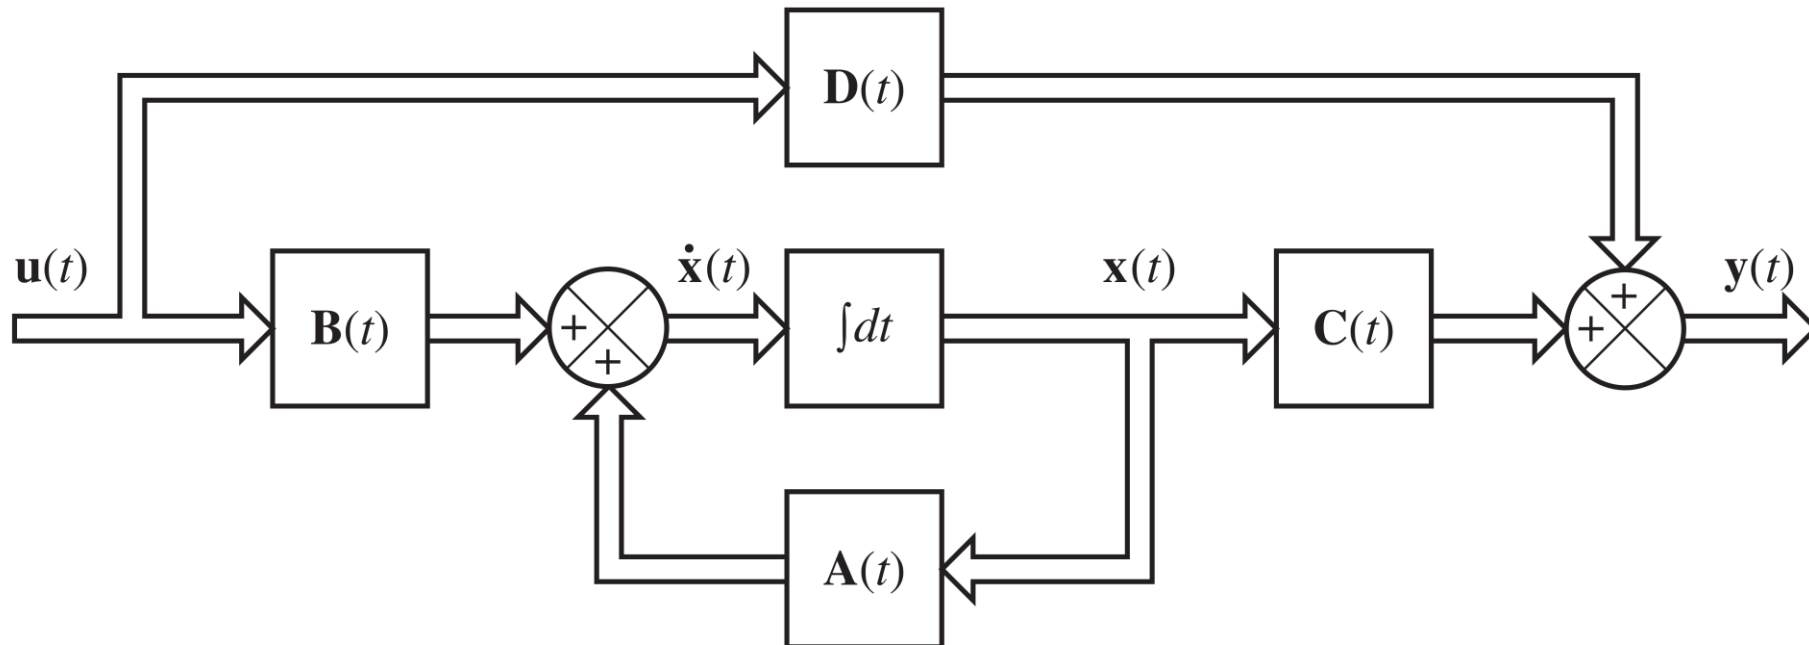 D(t)
u(t)
B(t)
+
+
ẋ(t)
∫dt
x(t)
C(t)
+
+
y(t)
A(t)